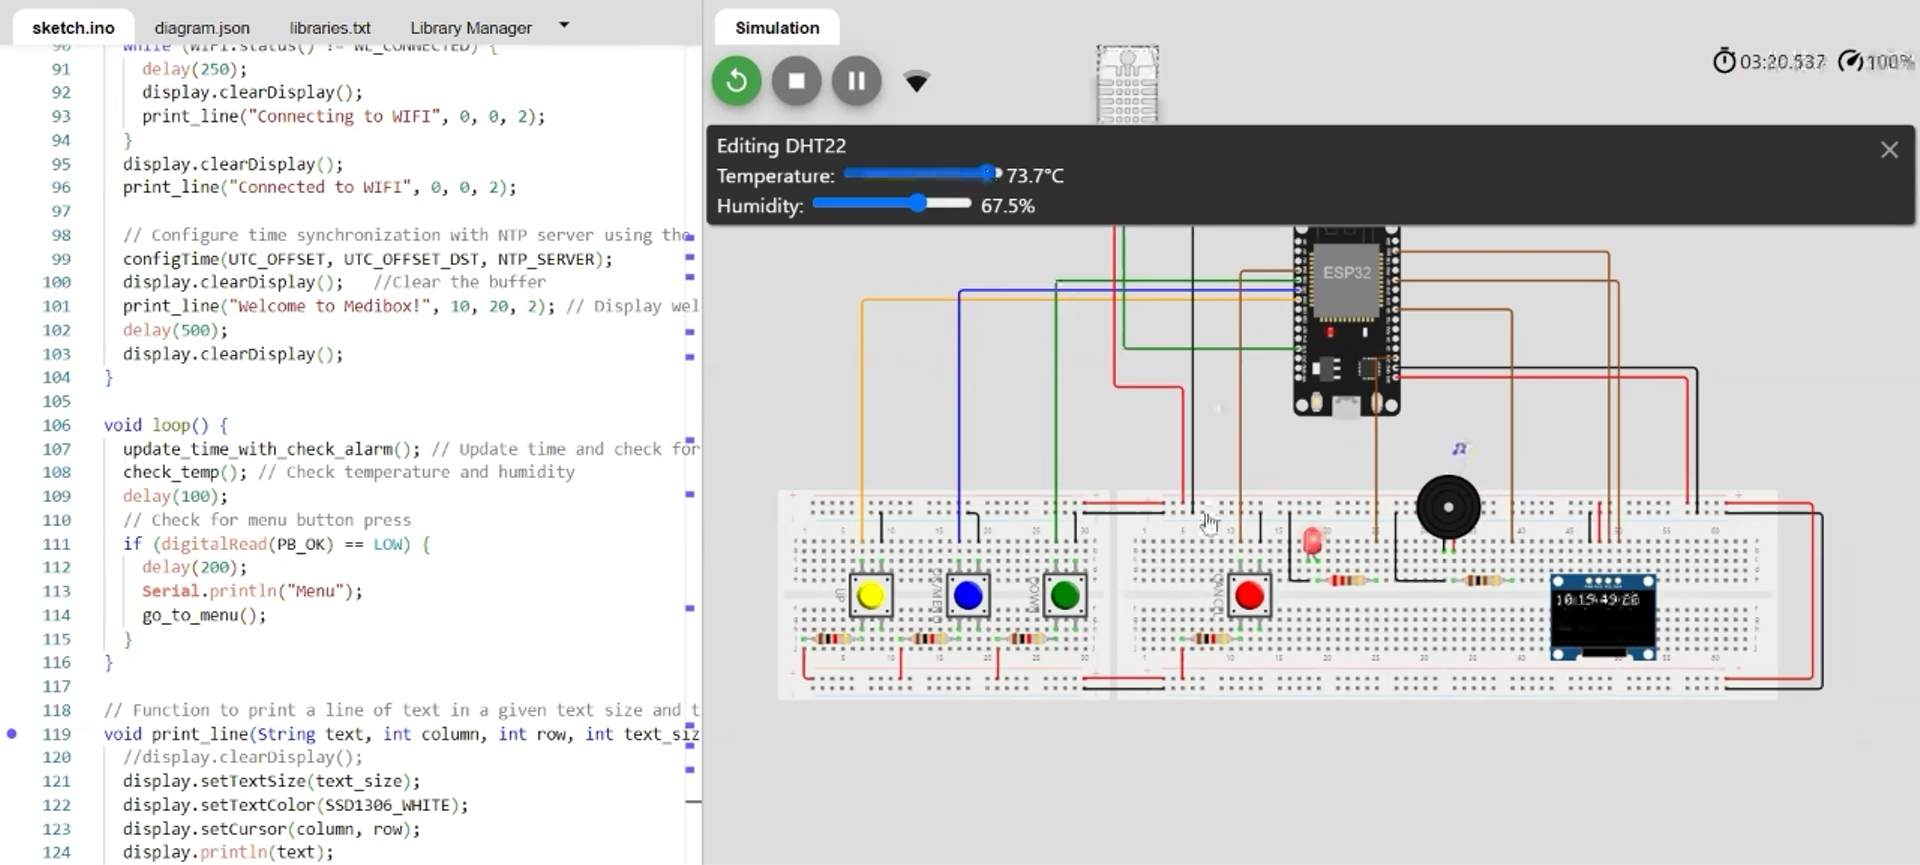 sketch.ino diagram.json libraries.txt Library Manager
90 while (WiFi.status() != WL_CONNECTED) {
91 delay(250);
92 display.clearDisplay();
93 print_line("Connecting to WIFI", 0, 0, 2);
94 }
95 display.clearDisplay();
96 print_line("Connected to WIFI", 0, 0, 2);
97
98 // Configure time synchronization with NTP server using the
99 configTime(UTC_OFFSET, UTC_OFFSET_DST, NTP_SERVER);
100 display.clearDisplay(); //Clear the buffer
101 print_line("Welcome to Medibox!", 10, 20, 2); // Display wel
102 delay(500);
103 display.clearDisplay();
104 }
105
106 void loop() {
107 update_time_with_check_alarm(); // Update time and check for
108 check_temp(); // Check temperature and humidity
109 delay(100);
110 // Check for menu button press
111 if (digitalRead(PB_OK) == LOW) {
112 delay(200);
113 Serial.println("Menu");
114 go_to_menu();
115 }
116 }
117
118 // Function to print a line of text in a given text size and t
119 void print_line(String text, int column, int row, int text_siz
120 //display.clearDisplay();
121 display.setTextSize(text_size);
122 display.setTextColor(SSD1306_WHITE);
123 display.setCursor(column, row);
124 display.println(text);
Simulation
03:20.537 100%
Editing DHT22
Temperature: 73.7°C
Humidity: 67.5%
ESP32
UP
DOWN
CANCEL